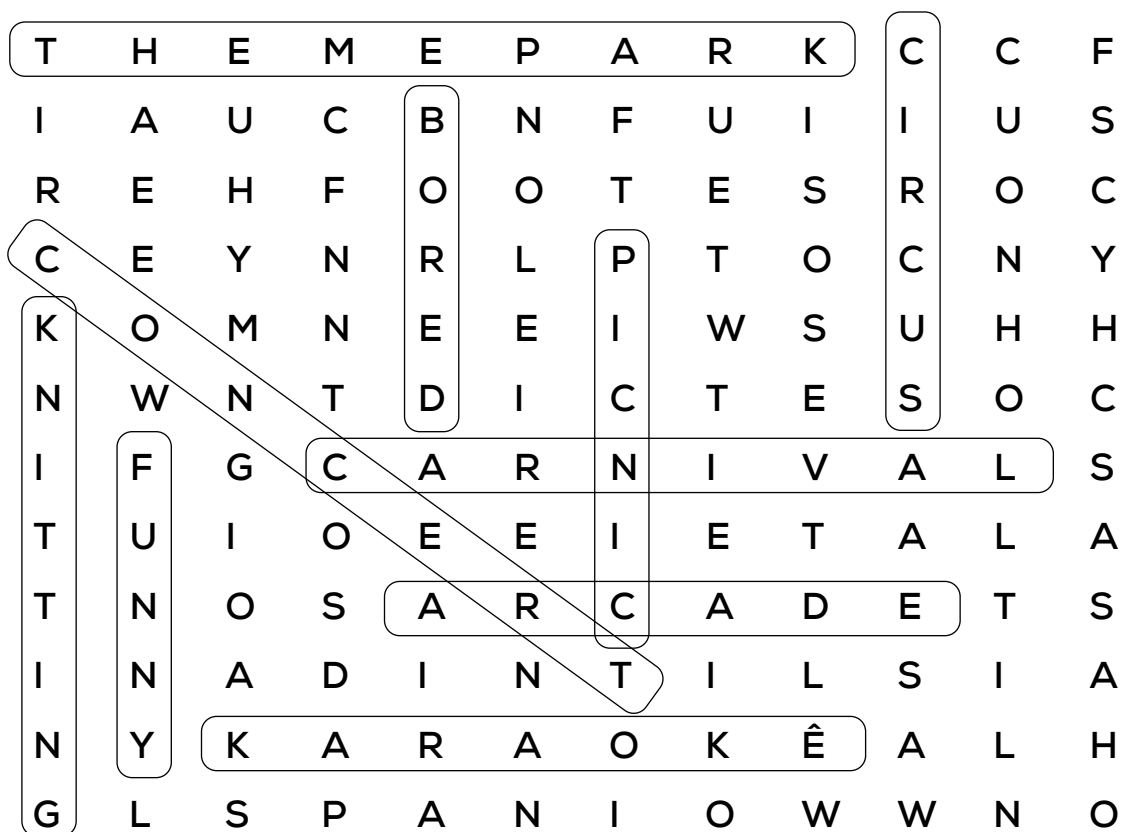 T H E M E P A R K C C F
I A U C B N F U I I U S
R E H F O O T E S R O C
C E Y N R L P T O C N Y
K O M N E E I W S U H H
N W N T D I C T E S O C
I F G C A R N I V A L S
T U I O E E I E T A L A
T N O S A R C A D E T S
I N A D I N T I L S I A
N Y K A R A O K Ê A L H
G L S P A N I O W W N O